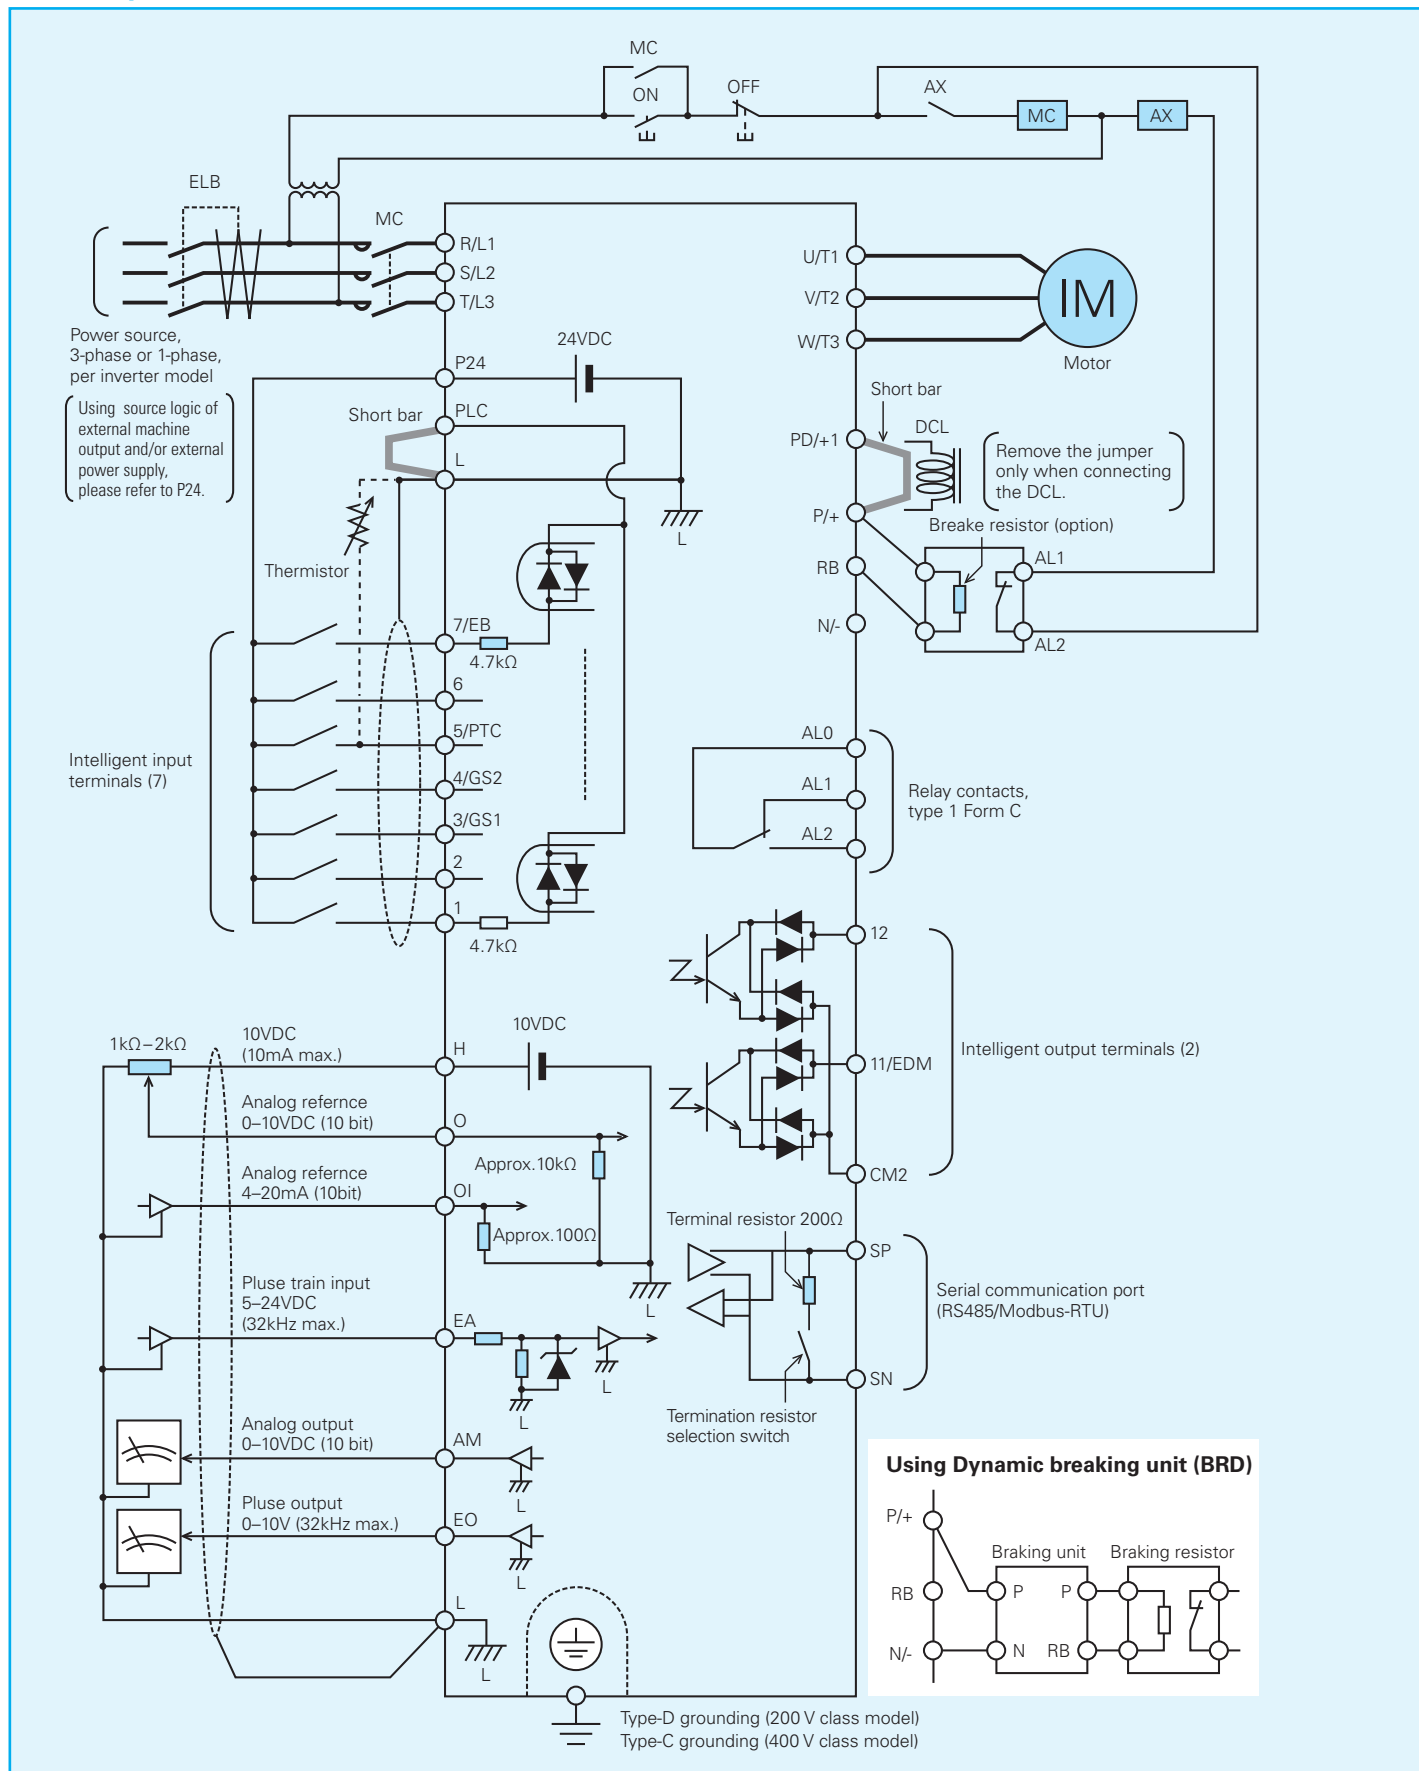 MC
ON
OFF
AX
MC
AX
ELB
MC
R/L1
S/L2
T/L3
Power source,
3-phase or 1-phase,
per inverter model
Using source logic of
external machine
output and/or external
power supply,
please refer to P24.
U/T1
V/T2
W/T3
IM
Motor
P24
24VDC
Short bar
PLC
L
L
Thermistor
Short bar
PD/+1
DCL
Remove the jumper
only when connecting
the DCL.
P/+
Breake resistor (option)
RB
AL1
N/-
AL2
7/EB
4.7kΩ
6
5/PTC
4/GS2
3/GS1
2
1
4.7kΩ
Intelligent input
terminals (7)
AL0
AL1
AL2
Relay contacts,
type 1 Form C
12
11/EDM
CM2
Intelligent output terminals (2)
1kΩ–2kΩ
10VDC
(10mA max.)
H
10VDC
Analog refernce
0–10VDC (10 bit)
O
Approx.10kΩ
Analog refernce
4–20mA (10bit)
OI
Approx.100Ω
L
Terminal resistor 200Ω
SP
Serial communication port
(RS485/Modbus-RTU)
SN
Termination resistor
selection switch
Pluse train input
5–24VDC
(32kHz max.)
EA
L
L
Analog output
0–10VDC (10 bit)
AM
L
Pluse output
0–10V (32kHz max.)
EO
L
L
L
Type-D grounding (200 V class model)
Type-C grounding (400 V class model)
Using Dynamic breaking unit (BRD)
P/+
Braking unit
Braking resistor
RB
P
P
N/-
N
RB